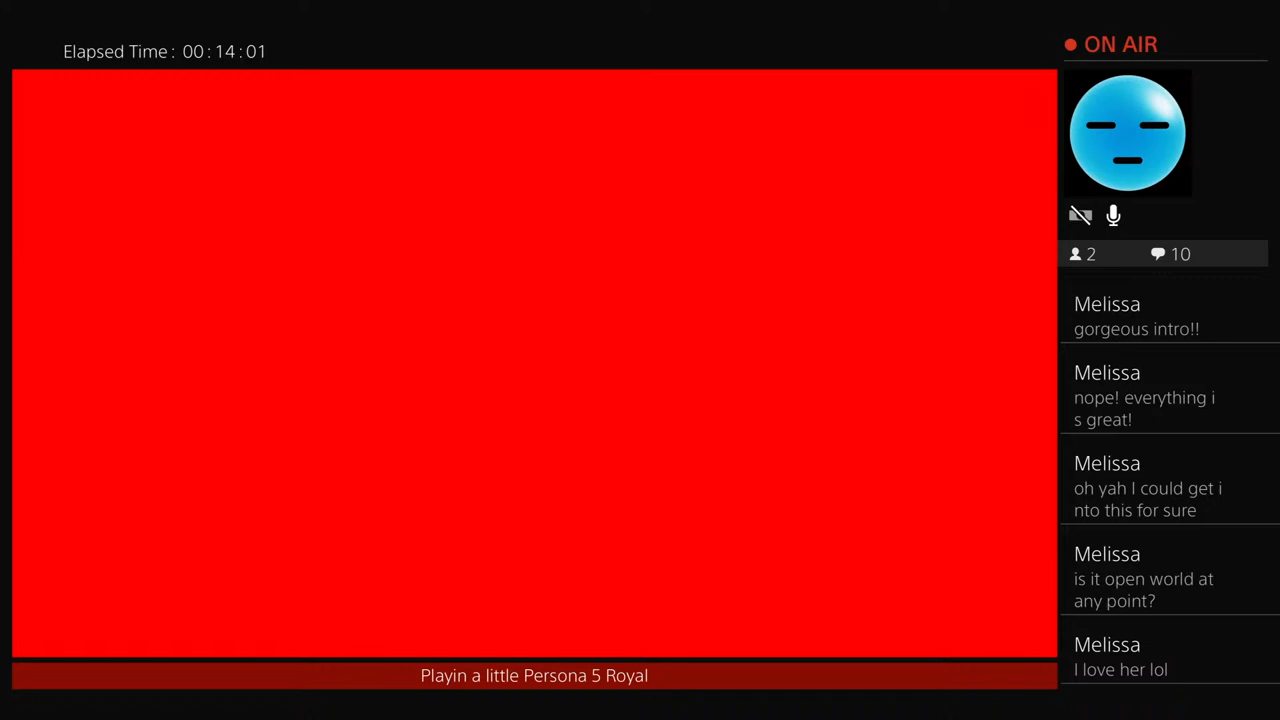 Elapsed Time : 00 : 14 : 01
ON AIR
2 10
Melissa
gorgeous intro!!
Melissa
nope! everything i
s great!
Melissa
oh yah I could get i
nto this for sure
Melissa
is it open world at
any point?
Melissa
I love her lol
Playin a little Persona 5 Royal